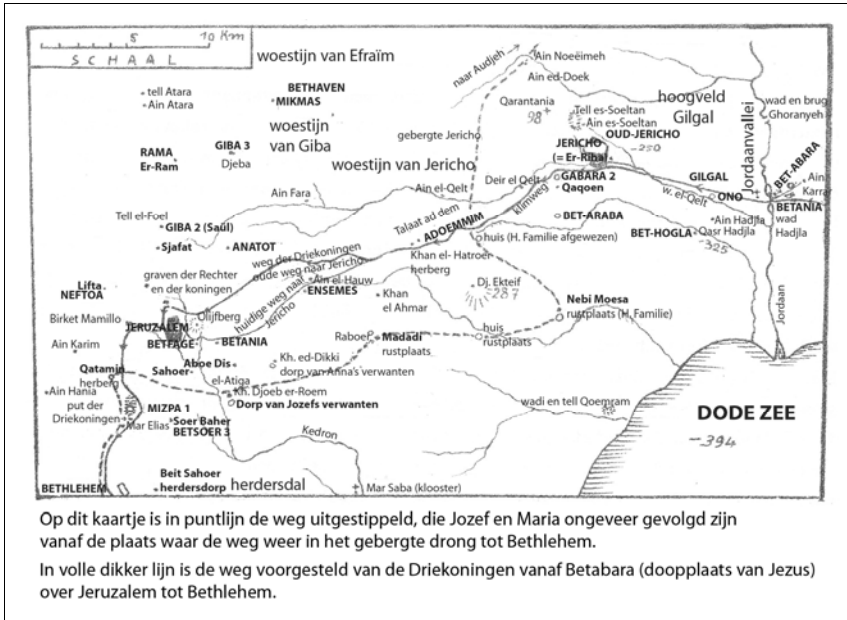 5 10 Km
SCHAAL
woestijn van Efraïm
naar Audjeh
Ain Noeëimeh
Ain ed-Doek
tell Atara
Ain Atara
BETHAVEN
MIKMAS
Qarantania
98
Tell es-Soeltan
Ain es-Soeltan
OUD-JERICHO
-250
hoogveld
Gilgal
Jordaanvallei
wad en brug
Ghoranyeh
woestijn
van Giba
gebergte Jericho
RAMA
Er-Ram
GIBA 3
Djeba
woestijn van Jericho
JERICHO
(= Er-Riha)
GABARA 2
Qaqoen
Deir el Qelt
klimweg
GILGAL
ONO
w. el-Qelt
BET-ABARA
Ain
Karrar
BETANIA
wad
Hadjla
Ain Fara
Ain el-Qelt
Tell el-Foel
GIBA 2 (Saül)
Talaat au dem
ADOEMMIM
BET-ARABA
Ain Hadjla
Qasr Hadjla
BET-HOGLA
-325
Sjafat
ANATOT
weg der Driekoningen
oude weg naar Jericho
huidige weg naar
Jericho
huis (H. Familie afgewezen)
Khan el- Hatroer
herberg
graven der Rechter
en der koningen
Lifta
NEFTOA
Ain el-Hauw
ENSEMES
Khan
el Ahmar
Dj. Ekteif
287
Nebi Moesa
rustplaats (H. Familie)
Jordaan
Birket Mamillo
Olijfberg
JERUZALEM
BETFAGE
BETANIA
Raboe
Madadi
rustplaats
huis
rustplaats
Ain Karim
Aboe Dis
Sahoer
Kh. ed-Dikki
dorp van Anna's verwanten
Qatamin
herberg
el-Atiga
Kh. Djoeb er-Roem
Dorp van Jozefs verwanten
Ain Hania
put der
Driekoningen
MIZPA 1
Soer Baher
BETSOER 3
Mar Elias
wadi en tell Qoemram
DODE ZEE
-394
Kedron
BETHLEHEM
Beit Sahoer
herdersdorp
herdersdal
Mar Saba (klooster)
Op dit kaartje is in puntlijn de weg uitgestippeld, die Jozef en Maria ongeveer gevolgd zijn
vanaf de plaats waar de weg weer in het gebergte drong tot Bethlehem.
In volle dikker lijn is de weg voorgesteld van de Driekoningen vanaf Betabara (doopplaats van Jezus)
over Jeruzalem tot Bethlehem.